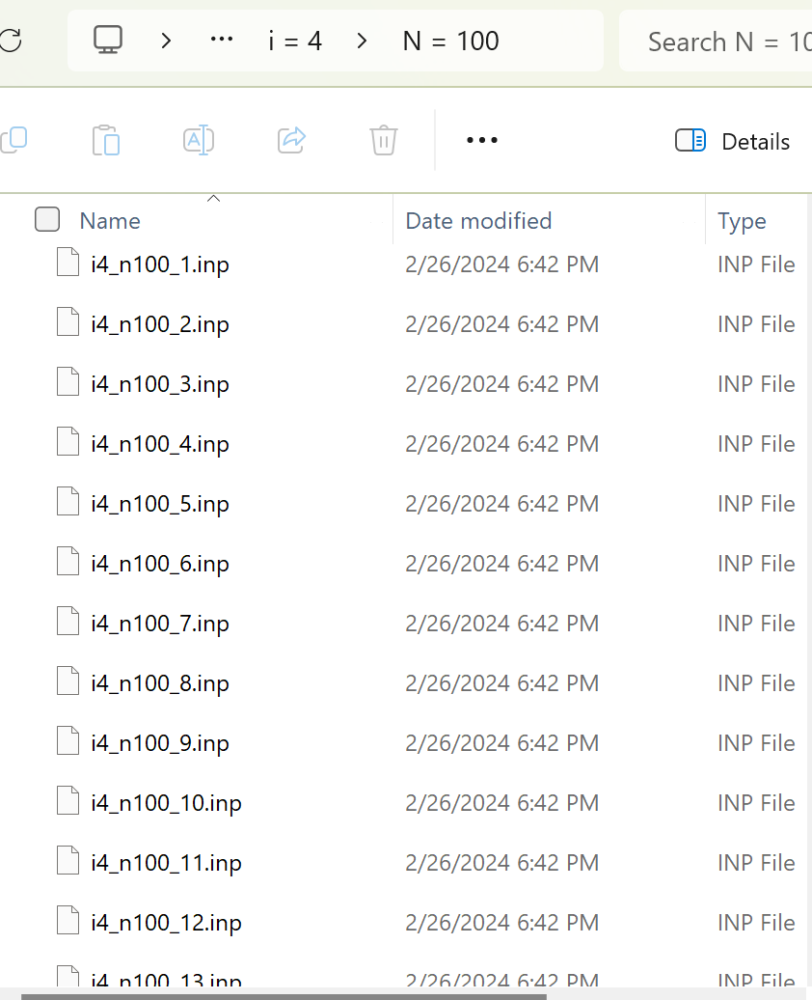 i = 4 N = 100 Search N = 10
Details
Name Date modified Type
i4_n100_1.inp 2/26/2024 6:42 PM INP File
i4_n100_2.inp 2/26/2024 6:42 PM INP File
i4_n100_3.inp 2/26/2024 6:42 PM INP File
i4_n100_4.inp 2/26/2024 6:42 PM INP File
i4_n100_5.inp 2/26/2024 6:42 PM INP File
i4_n100_6.inp 2/26/2024 6:42 PM INP File
i4_n100_7.inp 2/26/2024 6:42 PM INP File
i4_n100_8.inp 2/26/2024 6:42 PM INP File
i4_n100_9.inp 2/26/2024 6:42 PM INP File
i4_n100_10.inp 2/26/2024 6:42 PM INP File
i4_n100_11.inp 2/26/2024 6:42 PM INP File
i4_n100_12.inp 2/26/2024 6:42 PM INP File
i4_n100_13.inp 2/26/2024 6:42 PM INP File